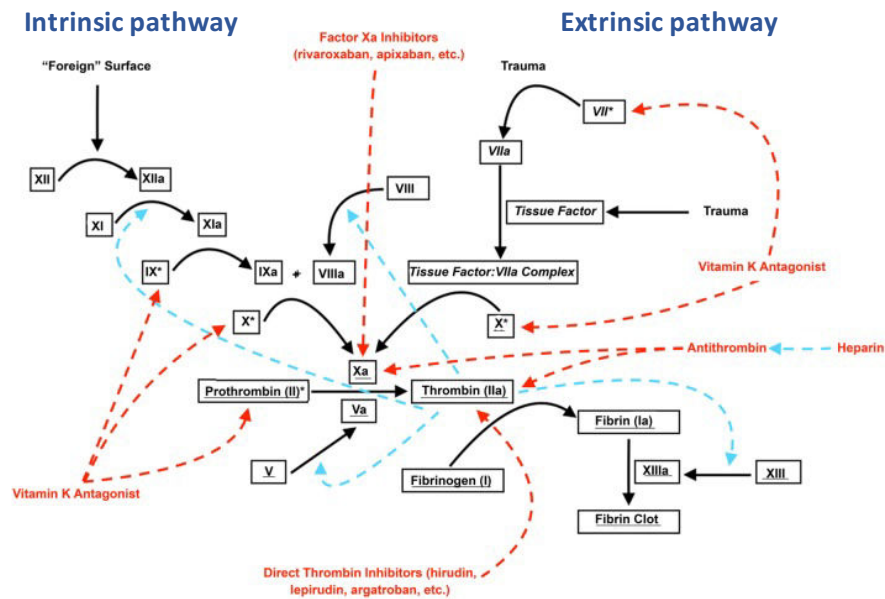 Intrinsic pathway
Extrinsic pathway
Factor Xa Inhibitors
(rivaroxaban, apixaban, etc.)
"Foreign" Surface
Trauma
VII*
VIIa
XII
XIIa
VIII
XI
XIa
Tissue Factor
Trauma
IX*
IXa
+
VIIIa
Tissue Factor:VIIa Complex
Vitamin K Antagonist
X*
X*
Antithrombin
Heparin
Xa
Prothrombin (II)*
Thrombin (IIa)
Va
Fibrin (Ia)
V
Fibrinogen (I)
XIIIa
XIII
Vitamin K Antagonist
Fibrin Clot
Direct Thrombin Inhibitors (hirudin,
lepirudin, argatroban, etc.)